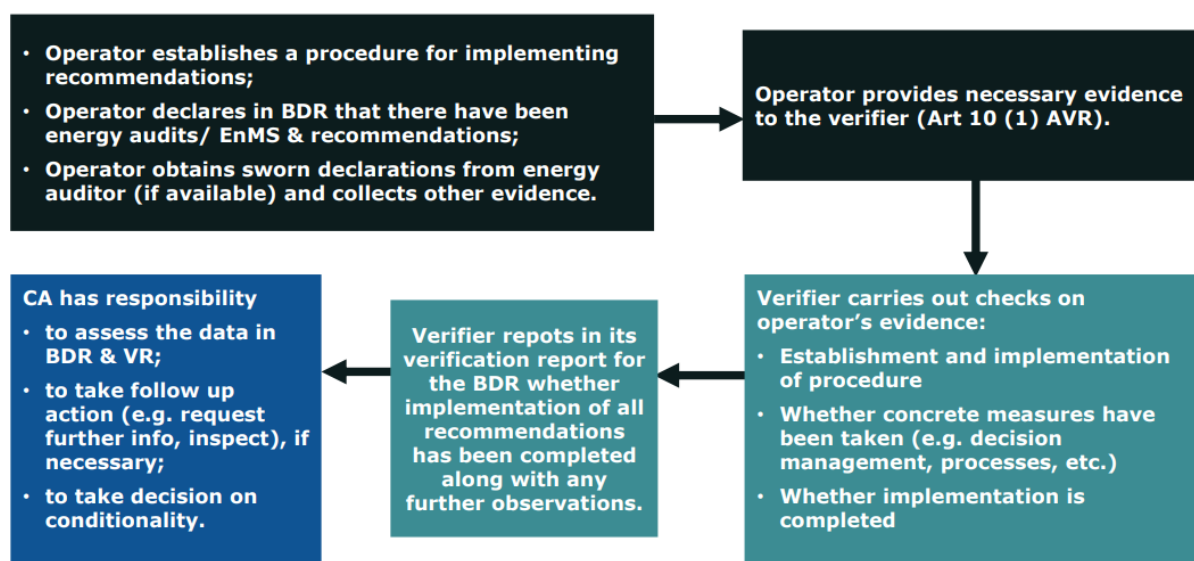 • Operator establishes a procedure for implementing
recommendations;
• Operator declares in BDR that there have been
energy audits/ EnMS & recommendations;
• Operator obtains sworn declarations from energy
auditor (if available) and collects other evidence.
Operator provides necessary evidence
to the verifier (Art 10 (1) AVR).
Verifier carries out checks on
operator’s evidence:
• Establishment and implementation
of procedure
• Whether concrete measures have
been taken (e.g. decision
management, processes, etc.)
• Whether implementation is
completed
Verifier repots in its
verification report for
the BDR whether
implementation of all
recommendations
has been completed
along with any
further observations.
CA has responsibility
• to assess the data in
BDR & VR;
• to take follow up
action (e.g. request
further info, inspect), if
necessary;
• to take decision on
conditionality.